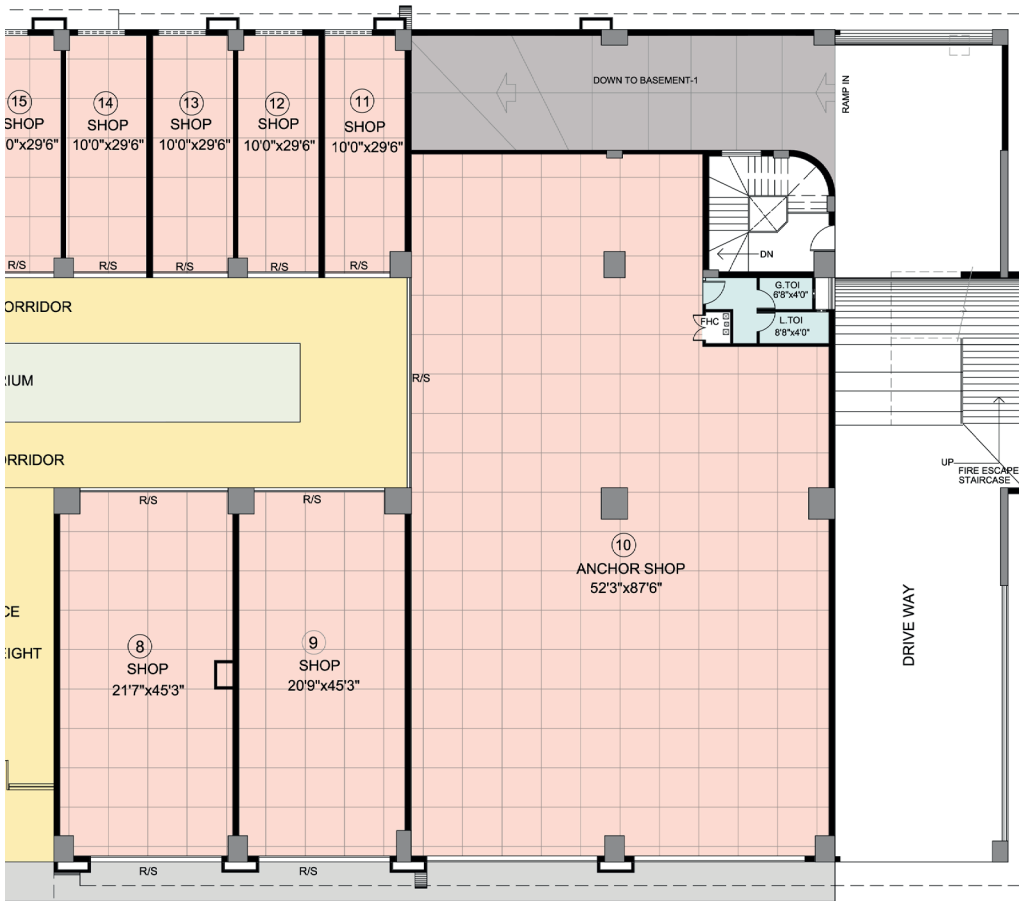 15
SHOP
0'0"x29'6"
14
SHOP
10'0"x29'6"
13
SHOP
10'0"x29'6"
12
SHOP
10'0"x29'6"
11
SHOP
10'0"x29'6"
DOWN TO BASEMENT-1
RAMP IN
DN
R/S
R/S
R/S
R/S
R/S
G.TOI
6'8"x4'0"
FHC
L.TOI
8'8"x4'0"
ORRIDOR
RIUM
R/S
ORRIDOR
UP
FIRE ESCAPE
STAIRCASE
R/S
R/S
10
ANCHOR SHOP
52'3"x87'6"
CE
EIGHT
8
SHOP
21'7"x45'3"
9
SHOP
20'9"x45'3"
DRIVE WAY
R/S
R/S